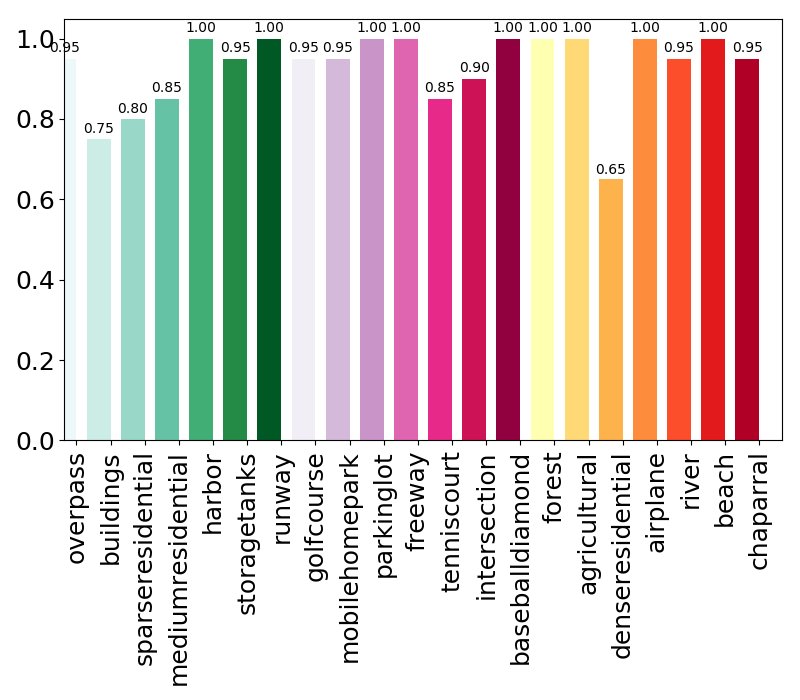 0.95
0.75
0.80
0.85
1.00
0.95
1.00
0.95
0.95
1.00
1.00
0.85
0.90
1.00
1.00
1.00
0.65
1.00
0.95
1.00
0.95
1.0
0.8
0.6
0.4
0.2
0.0
overpass
buildings
sparseresidential
mediumresidential
harbor
storagetanks
runway
golfcourse
mobilehomepark
parkinglot
freeway
tenniscourt
intersection
baseballdiamond
forest
agricultural
denseresidential
airplane
river
beach
chaparral